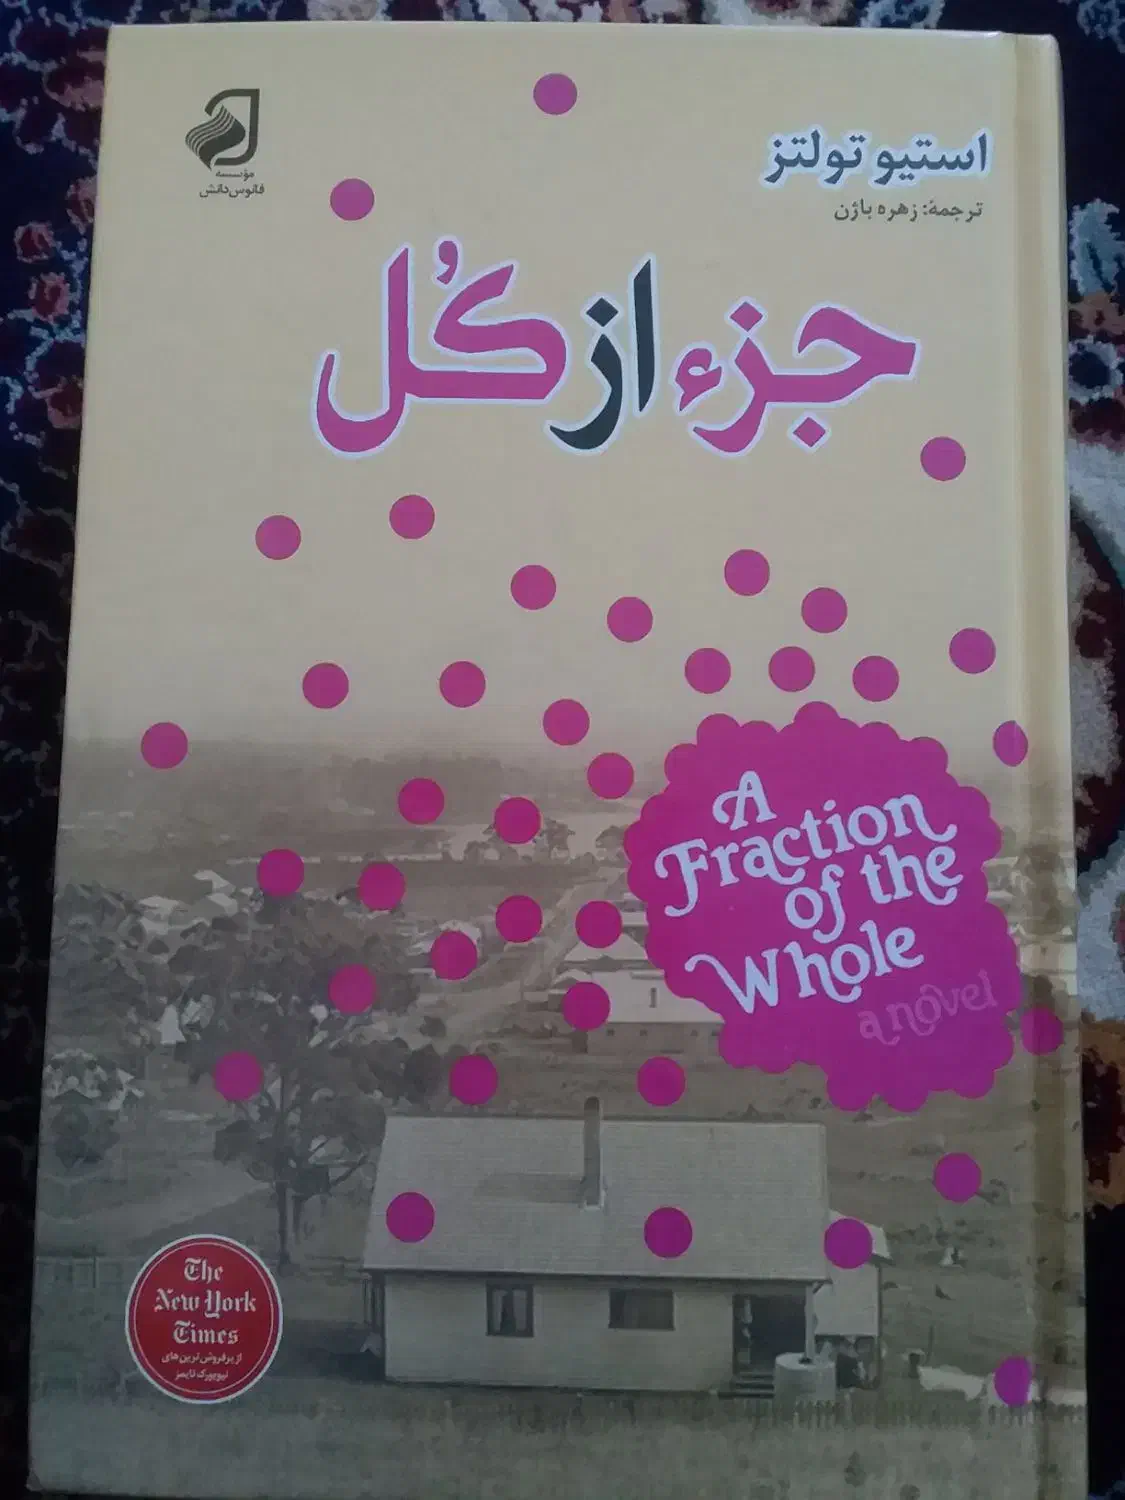 استیو تولتز
ترجمهٔ: زهره باژن
مؤسسه
فانوس دانش
جزء از کُل
A
Fraction
of the
Whole
a novel
The
New York
Times
از پرفروش‌ترین‌های
نیویورک تایمز